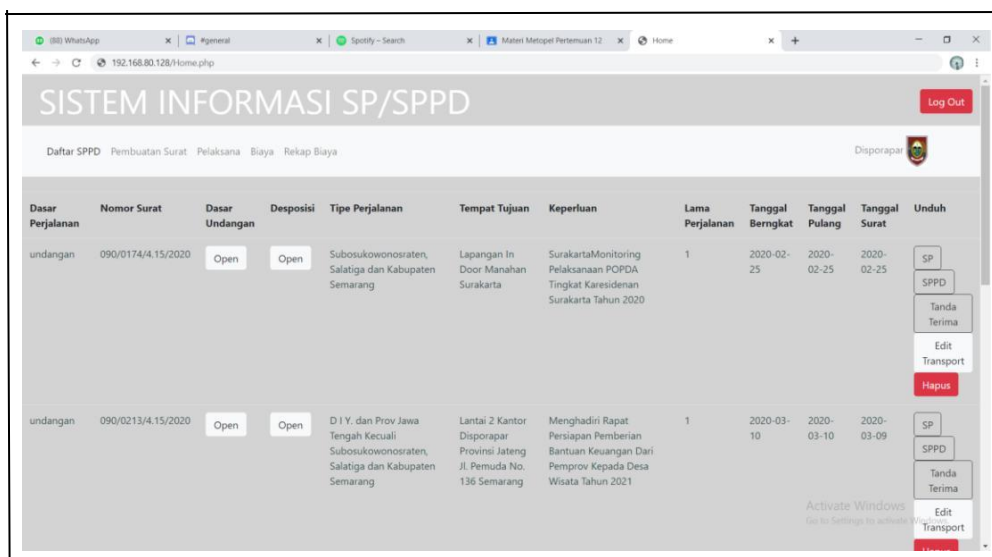 (88) WhatsApp
#general
Spotify – Search
Materi Metopel Pertemuan 12
Home
192.168.80.128/Home.php
SISTEM INFORMASI SP/SPPD
Log Out
Daftar SPPD Pembuatan Surat Pelaksana Biaya Rekap Biaya
Disporapar
Dasar
Perjalanan
Nomor Surat
Dasar
Undangan
Desposisi
Tipe Perjalanan
Tempat Tujuan
Keperluan
Lama
Perjalanan
Tanggal
Berngkat
Tanggal
Pulang
Tanggal
Surat
Unduh
undangan
090/0174/4.15/2020
Open
Open
Subosukowonosraten,
Salatiga dan Kabupaten
Semarang
Lapangan In
Door Manahan
Surakarta
SurakartaMonitoring
Pelaksanaan POPDA
Tingkat Karesidenan
Surakarta Tahun 2020
1
2020-02-
25
2020-
02-25
2020-
02-25
SP
SPPD
Tanda
Terima
Edit
Transport
Hapus
undangan
090/0213/4.15/2020
Open
Open
D I Y. dan Prov Jawa
Tengah Kecuali
Subosukowonosraten,
Salatiga dan Kabupaten
Semarang
Lantai 2 Kantor
Disporapar
Provinsi Jateng
Jl. Pemuda No.
136 Semarang
Menghadiri Rapat
Persiapan Pemberian
Bantuan Keuangan Dari
Pemprov Kepada Desa
Wisata Tahun 2021
1
2020-03-
10
2020-
03-10
2020-
03-09
SP
SPPD
Tanda
Terima
Edit
Transport
Hapus
Activate Windows
Go to Settings to activate Windows.